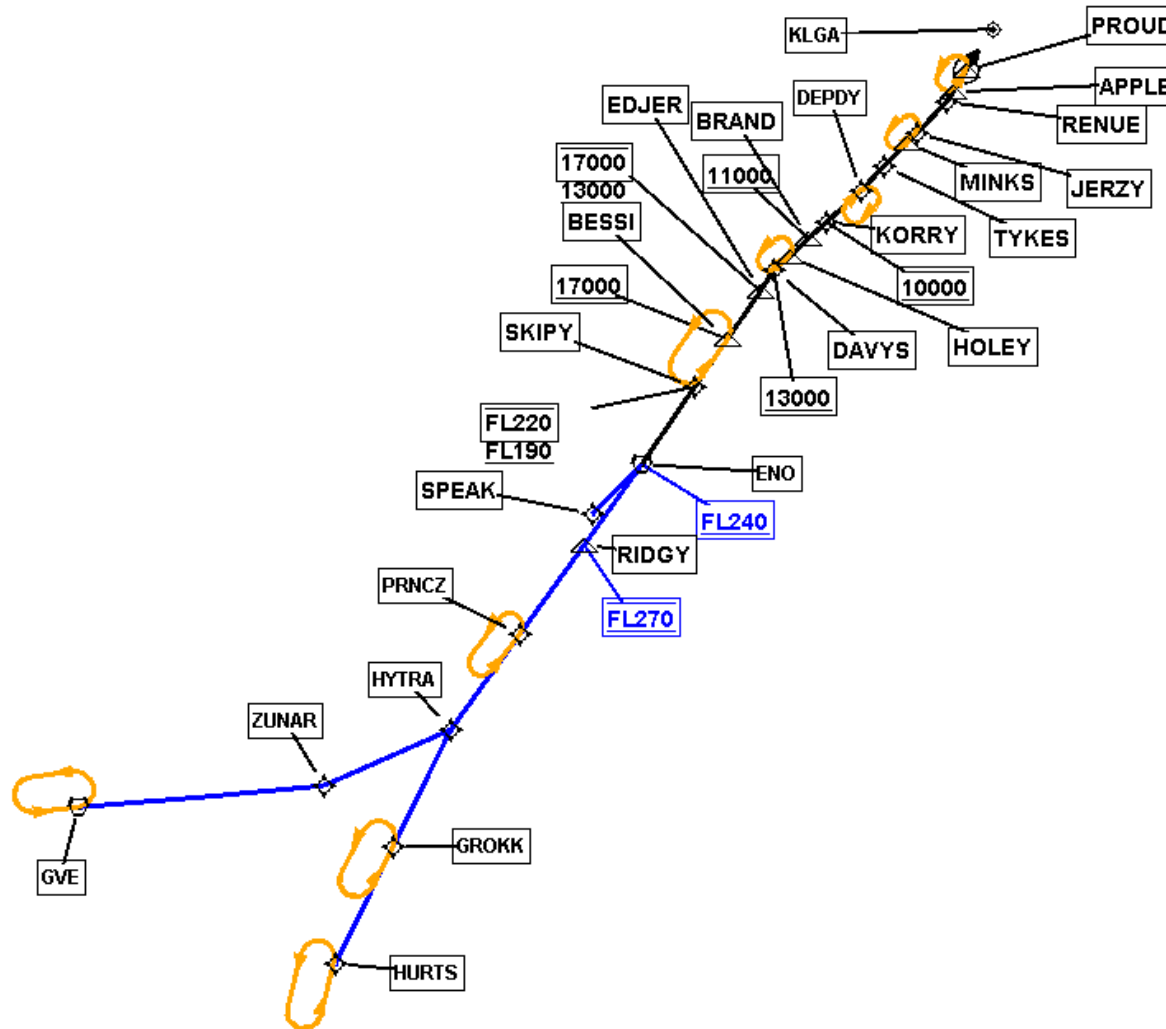 PROUD
KLGA
APPLE
DEPDY
EDJER
BRAND
RENUE
17000
11000
MINKS
JERZY
13000
BESSI
KORRY
TYKES
17000
10000
SKIPY
DAVYS
HOLEY
13000
FL220
FL190
ENO
SPEAK
FL240
RIDGY
PRNCZ
FL270
HYTRA
ZUNAR
GROKK
GVE
HURTS